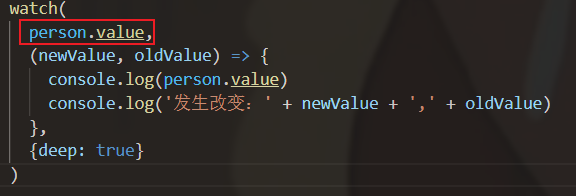 watch(
person.value,
(newValue, oldValue) => {
console.log(person.value)
console.log('发生改变：' + newValue + ',' + oldValue)
},
{deep: true}
)